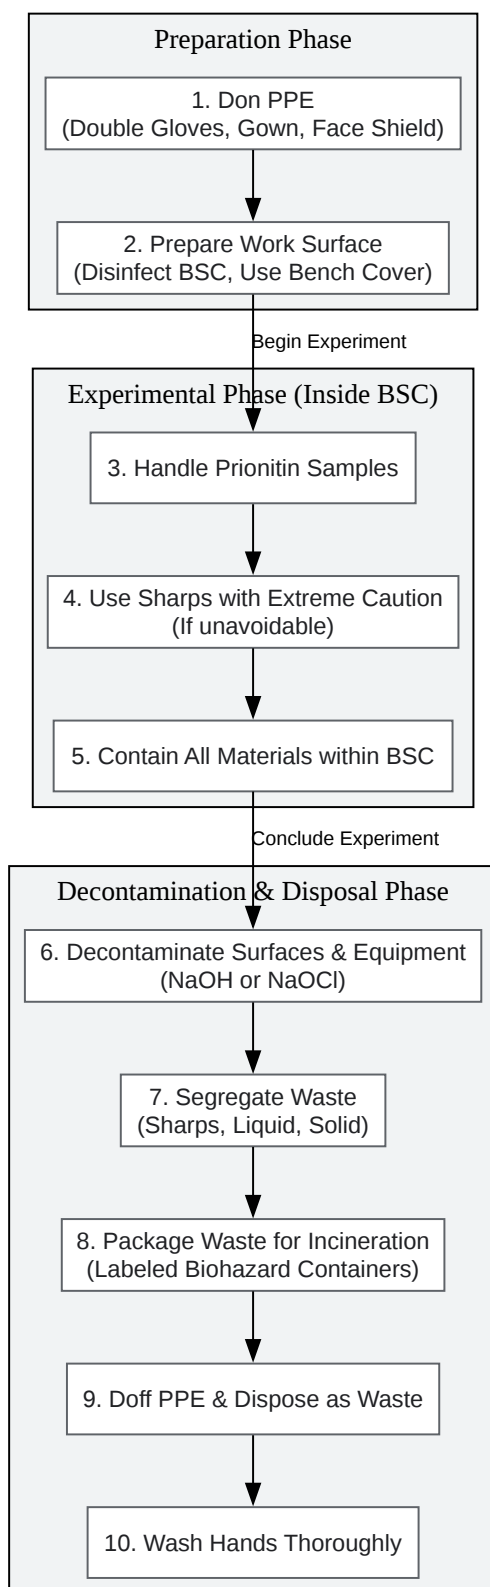 Preparation Phase
1. Don PPE
(Double Gloves, Gown, Face Shield)
2. Prepare Work Surface
(Disinfect BSC, Use Bench Cover)
Begin Experiment
Experimental Phase (Inside BSC)
3. Handle Prionitin Samples
4. Use Sharps with Extreme Caution
(If unavoidable)
5. Contain All Materials within BSC
Conclude Experiment
Decontamination & Disposal Phase
6. Decontaminate Surfaces & Equipment
(NaOH or NaOCl)
7. Segregate Waste
(Sharps, Liquid, Solid)
8. Package Waste for Incineration
(Labeled Biohazard Containers)
9. Doff PPE & Dispose as Waste
10. Wash Hands Thoroughly